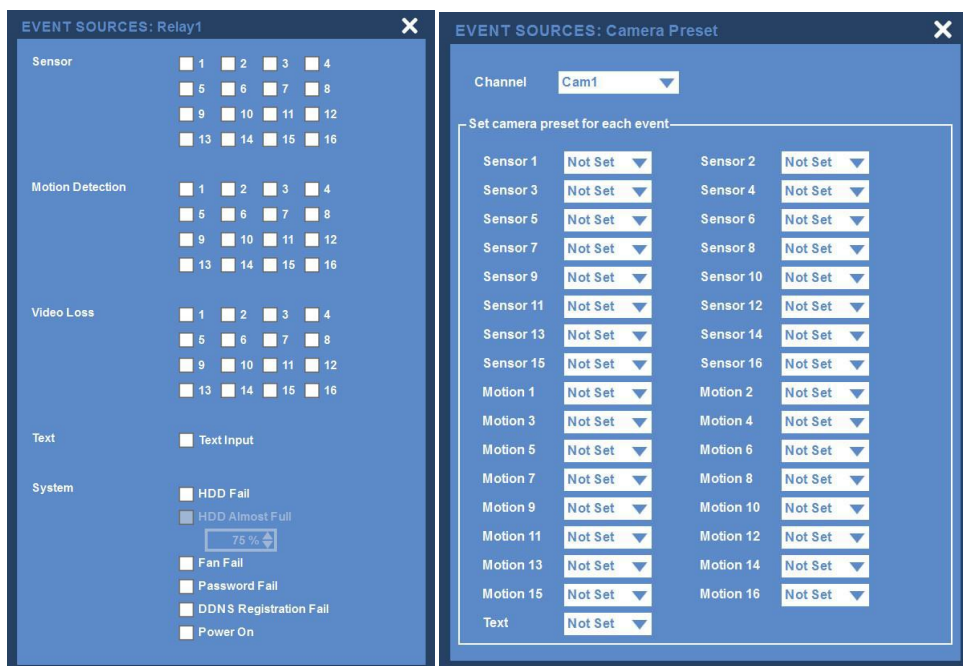 EVENT SOURCES: Relay1
Sensor
1 2 3 4
5 6 7 8
9 10 11 12
13 14 15 16
Motion Detection
1 2 3 4
5 6 7 8
9 10 11 12
13 14 15 16
Video Loss
1 2 3 4
5 6 7 8
9 10 11 12
13 14 15 16
Text
Text Input
System
HDD Fail
HDD Almost Full
75 %
Fan Fail
Password Fail
DDNS Registration Fail
Power On
EVENT SOURCES: Camera Preset
Channel Cam1
Set camera preset for each event
Sensor 1 Not Set Sensor 2 Not Set
Sensor 3 Not Set Sensor 4 Not Set
Sensor 5 Not Set Sensor 6 Not Set
Sensor 7 Not Set Sensor 8 Not Set
Sensor 9 Not Set Sensor 10 Not Set
Sensor 11 Not Set Sensor 12 Not Set
Sensor 13 Not Set Sensor 14 Not Set
Sensor 15 Not Set Sensor 16 Not Set
Motion 1 Not Set Motion 2 Not Set
Motion 3 Not Set Motion 4 Not Set
Motion 5 Not Set Motion 6 Not Set
Motion 7 Not Set Motion 8 Not Set
Motion 9 Not Set Motion 10 Not Set
Motion 11 Not Set Motion 12 Not Set
Motion 13 Not Set Motion 14 Not Set
Motion 15 Not Set Motion 16 Not Set
Text Not Set